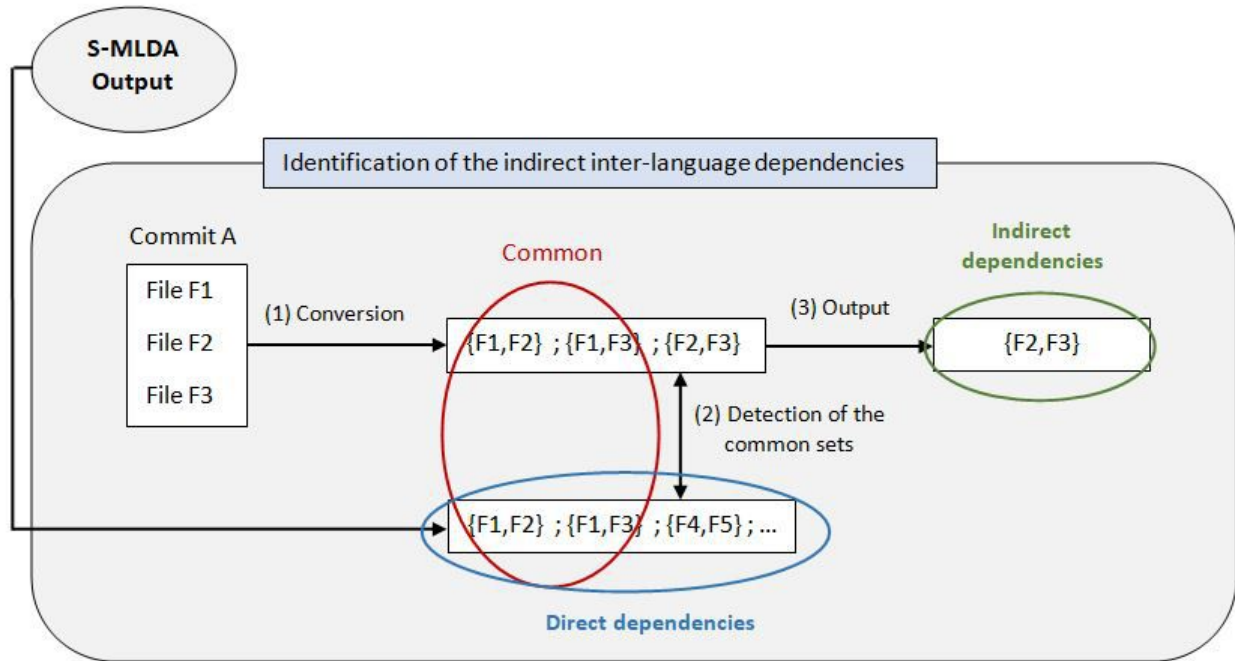 S-MLDA
Output
Identification of the indirect inter-language dependencies
Commit A
File F1
File F2
File F3
(1) Conversion
Common
{F1,F2} ; {F1,F3} ; {F2,F3}
(3) Output
Indirect
dependencies
{F2,F3}
(2) Detection of the
common sets
{F1,F2} ; {F1,F3} ; {F4,F5} ; ...
Direct dependencies